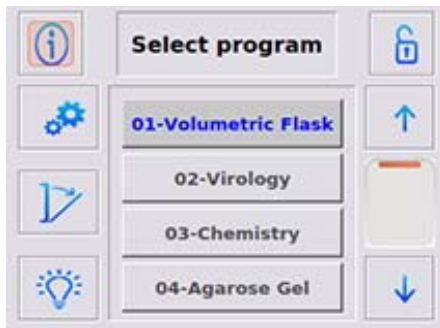 Select program
01-Volumetric Flask
02-Virology
03-Chemistry
04-Agarose Gel